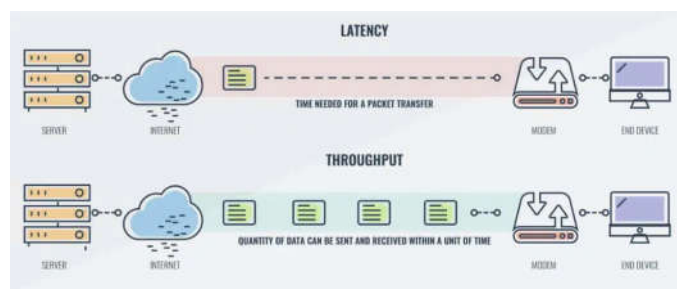 LATENCY
TIME NEEDED FOR A PACKET TRANSFER
SERVER
INTERNET
MODEM
END DEVICE
THROUGHPUT
QUANTITY OF DATA CAN BE SENT AND RECEIVED WITHIN A UNIT OF TIME
SERVER
INTERNET
MODEM
END DEVICE